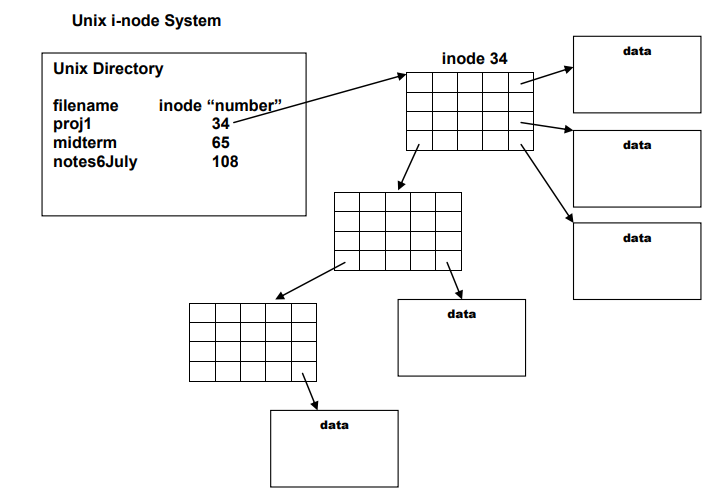 Unix i-node System
Unix Directory
filename inode “number”
proj1 34
midterm 65
notes6July 108
inode 34
data
data
data
data
data